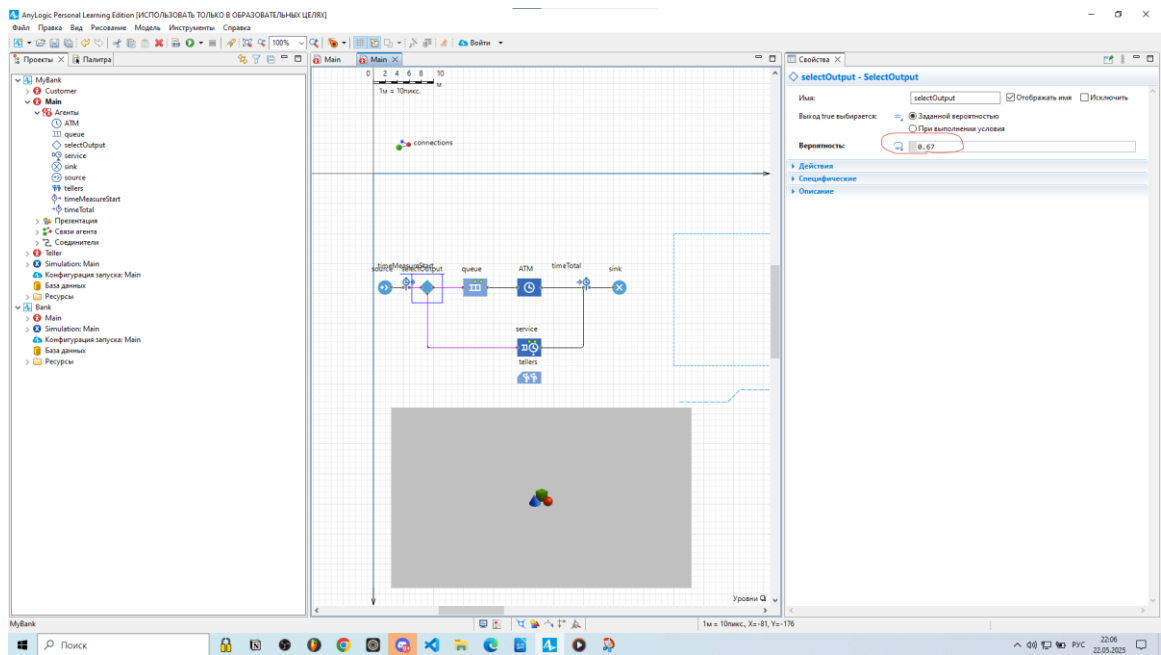 AnyLogic Personal Learning Edition [ИСПОЛЬЗОВАТЬ ТОЛЬКО В ОБРАЗОВАТЕЛЬНЫХ ЦЕЛЯХ]
Файл Правка Вид Рисование Модель Инструменты Справка
100% Войти
Проекты Палитра
MyBank
Customer
Main
Агенты
ATM
queue
selectOutput
service
sink
source
tellers
timeMeasureStart
timeTotal
Презентация
Связи агента
Соединители
Teller
Simulation: Main
Конфигурация запуска: Main
База данных
Ресурсы
Bank
Main
Simulation: Main
Конфигурация запуска: Main
База данных
Ресурсы
Main Main
0 2 4 6 8 10
м
1м = 10пикс.
connections
timeMeasureStart timeTotal
source selectOutput queue ATM sink
service
tellers
Уровни
Свойства
selectOutput - SelectOutput
Имя: selectOutput Отображать имя Исключить
Выход true выбирается: Заданной вероятностью
При выполнении условия
Вероятность: 0.67
Действия
Специфические
Описание
MyBank 1м = 10пикс., X=-81, Y=-176
Поиск РУС 22:06
22.05.2025